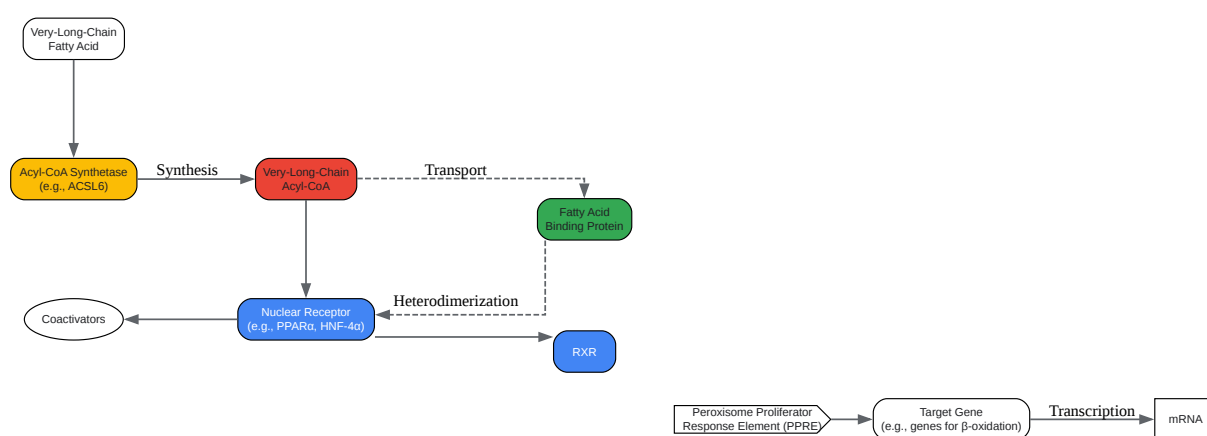 Very-Long-Chain
Fatty Acid
Acyl-CoA Synthetase
(e.g., ACSL6)
Synthesis
Very-Long-Chain
Acyl-CoA
Transport
Fatty Acid
Binding Protein
Heterodimerization
Coactivators
Nuclear Receptor
(e.g., PPARα, HNF-4α)
RXR
Peroxisome Proliferator
Response Element (PPRE)
Target Gene
(e.g., genes for β-oxidation)
Transcription
mRNA